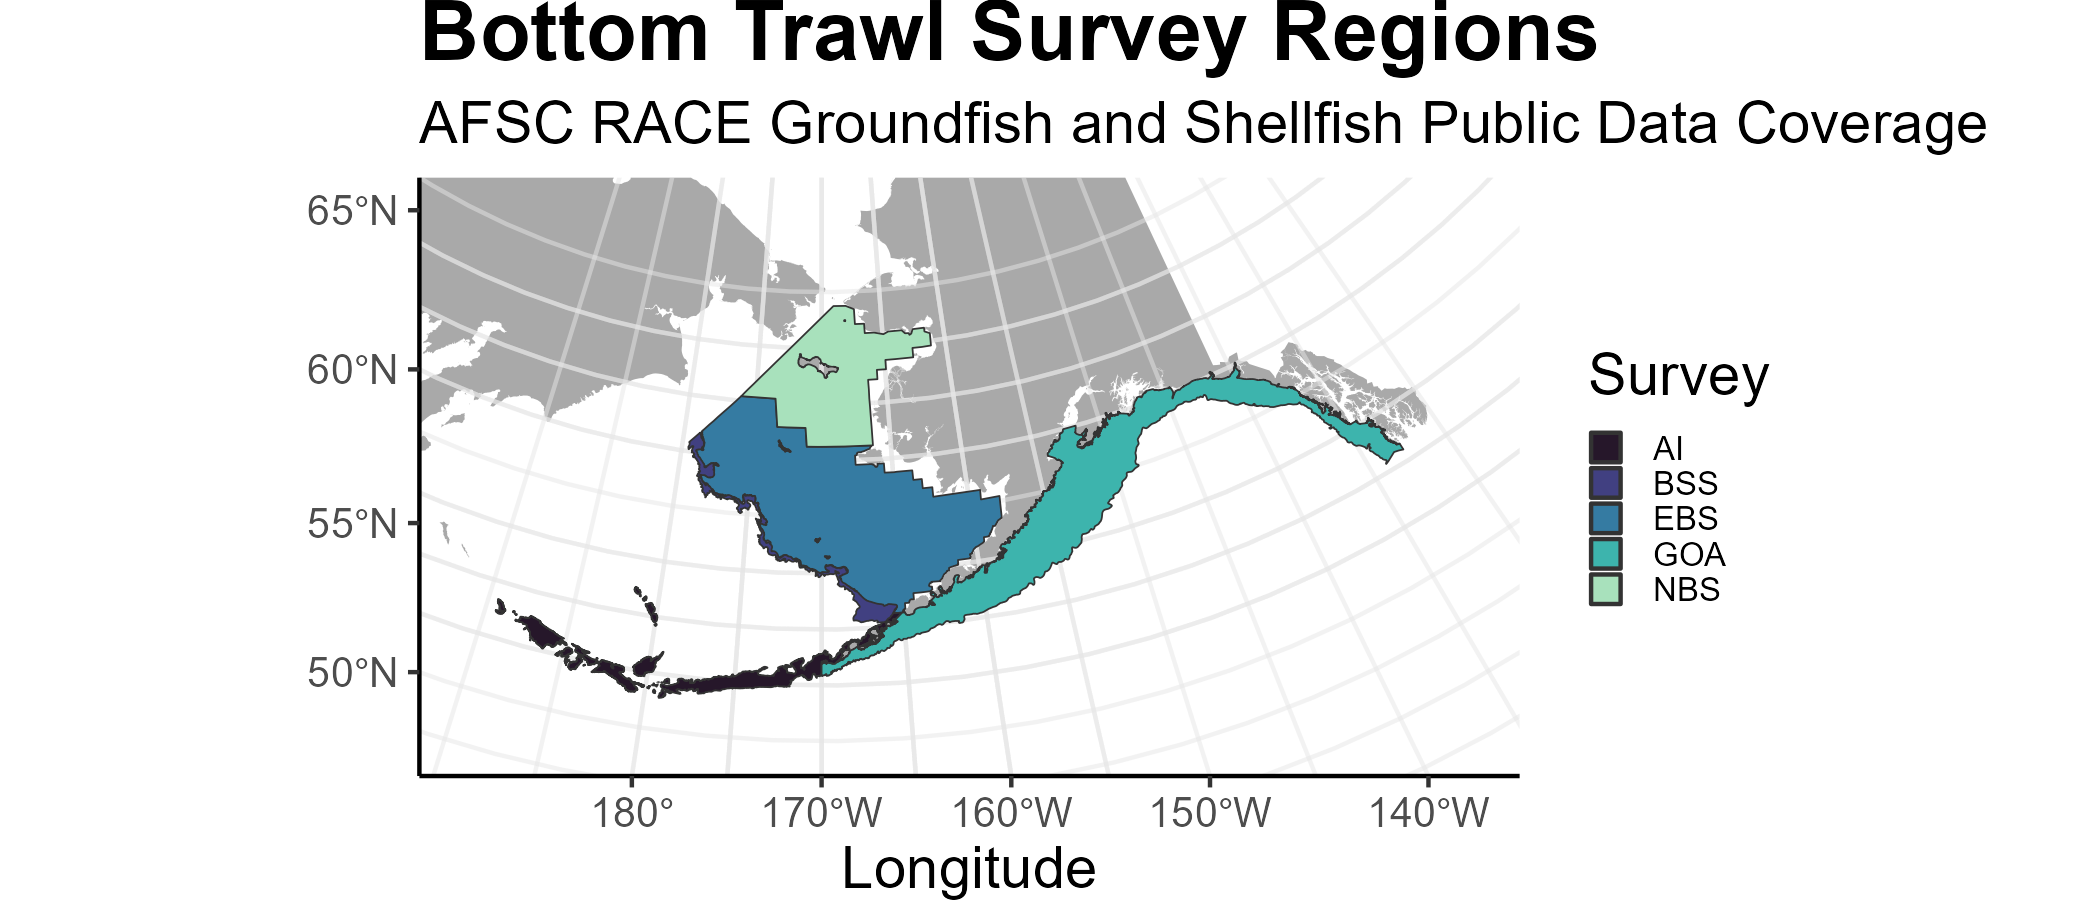 Bottom Trawl Survey Regions
AFSC RACE Groundfish and Shellfish Public Data Coverage
65°N
60°N
55°N
50°N
180°
170°W
160°W
150°W
140°W
Longitude
Survey
AI
BSS
EBS
GOA
NBS